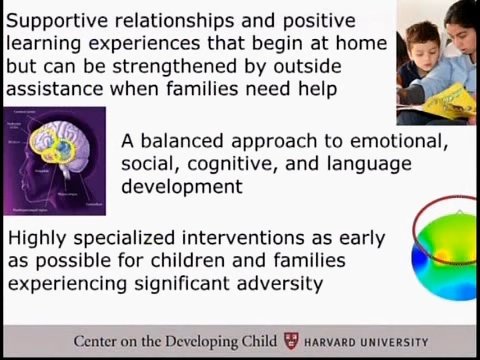 Supportive relationships and positive
learning experiences that begin at home
but can be strengthened by outside
assistance when families need help
A balanced approach to emotional,
social, cognitive, and language
development
Highly specialized interventions as early
as possible for children and families
experiencing significant adversity
Center on the Developing Child HARVARD UNIVERSITY